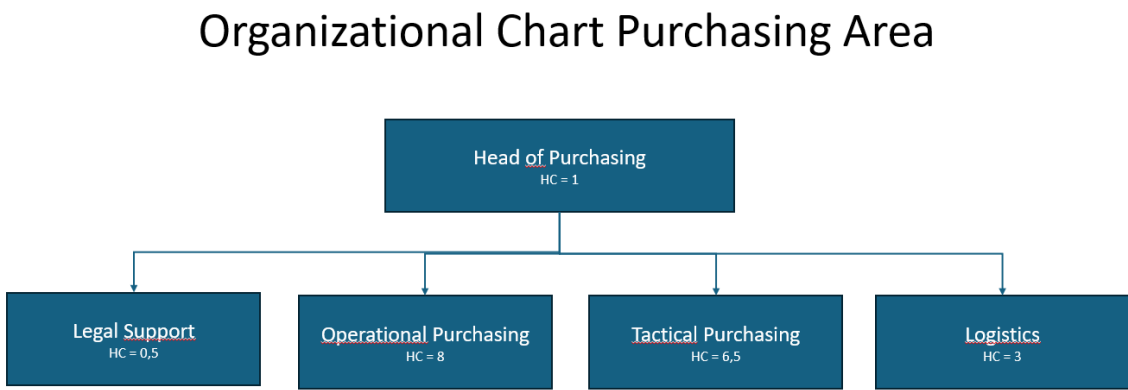 Organizational Chart Purchasing Area
Head of Purchasing
HC = 1
Legal Support
HC = 0,5
Operational Purchasing
HC = 8
Tactical Purchasing
HC = 6,5
Logistics
HC = 3